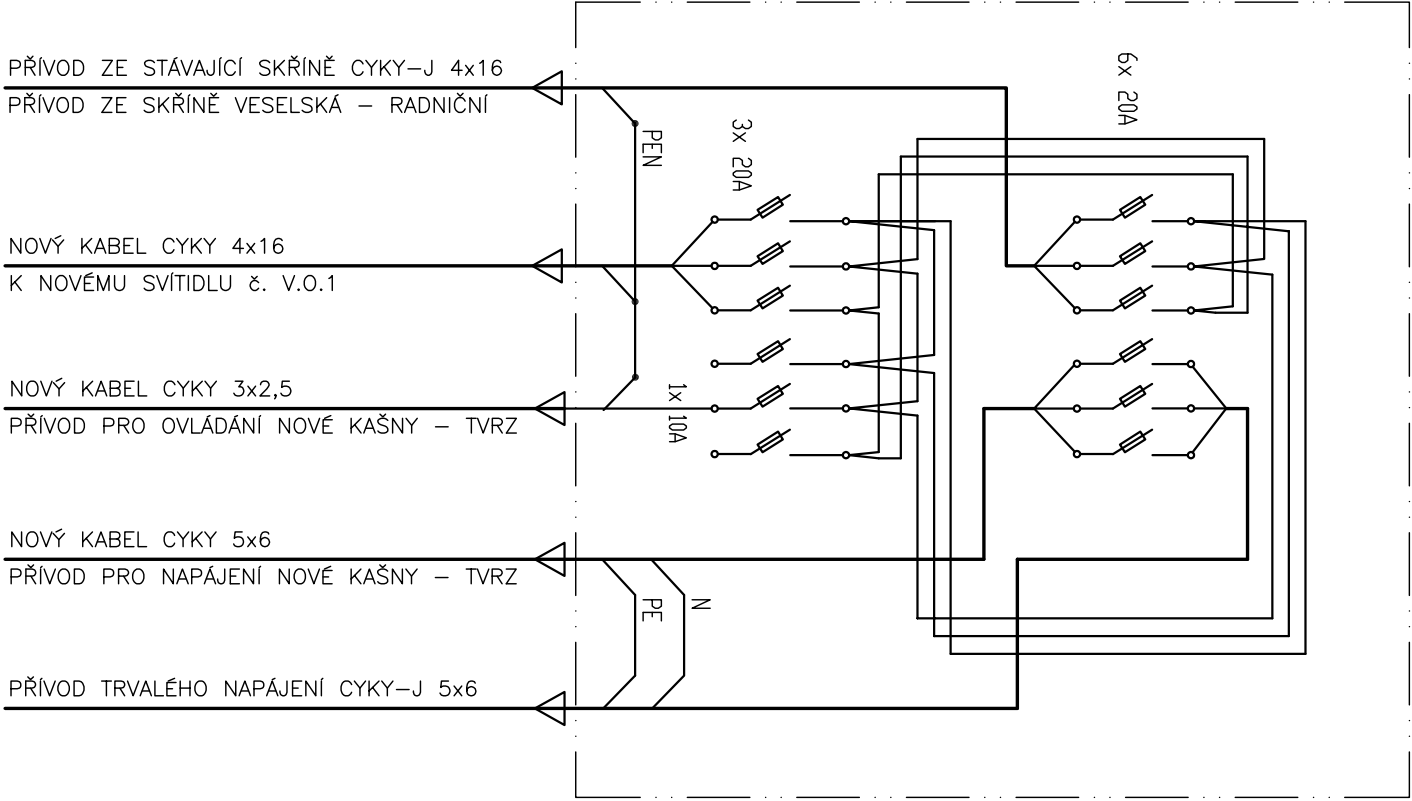 PŘÍVOD ZE STÁVAJÍCÍ SKŘÍNĚ CYKY-J 4x16
PŘÍVOD ZE SKŘÍNĚ VESELSKÁ – RADNIČNÍ
6x 20A
3x 20A
PEN
NOVÝ KABEL CYKY 4x16
K NOVÉMU SVÍTIDLU č. V.O.1
NOVÝ KABEL CYKY 3x2,5
PŘÍVOD PRO OVLÁDÁNÍ NOVÉ KAŠNY – TVRZ
1x 10A
NOVÝ KABEL CYKY 5x6
PŘÍVOD PRO NAPÁJENÍ NOVÉ KAŠNY – TVRZ
PE
N
PŘÍVOD TRVALÉHO NAPÁJENÍ CYKY-J 5x6